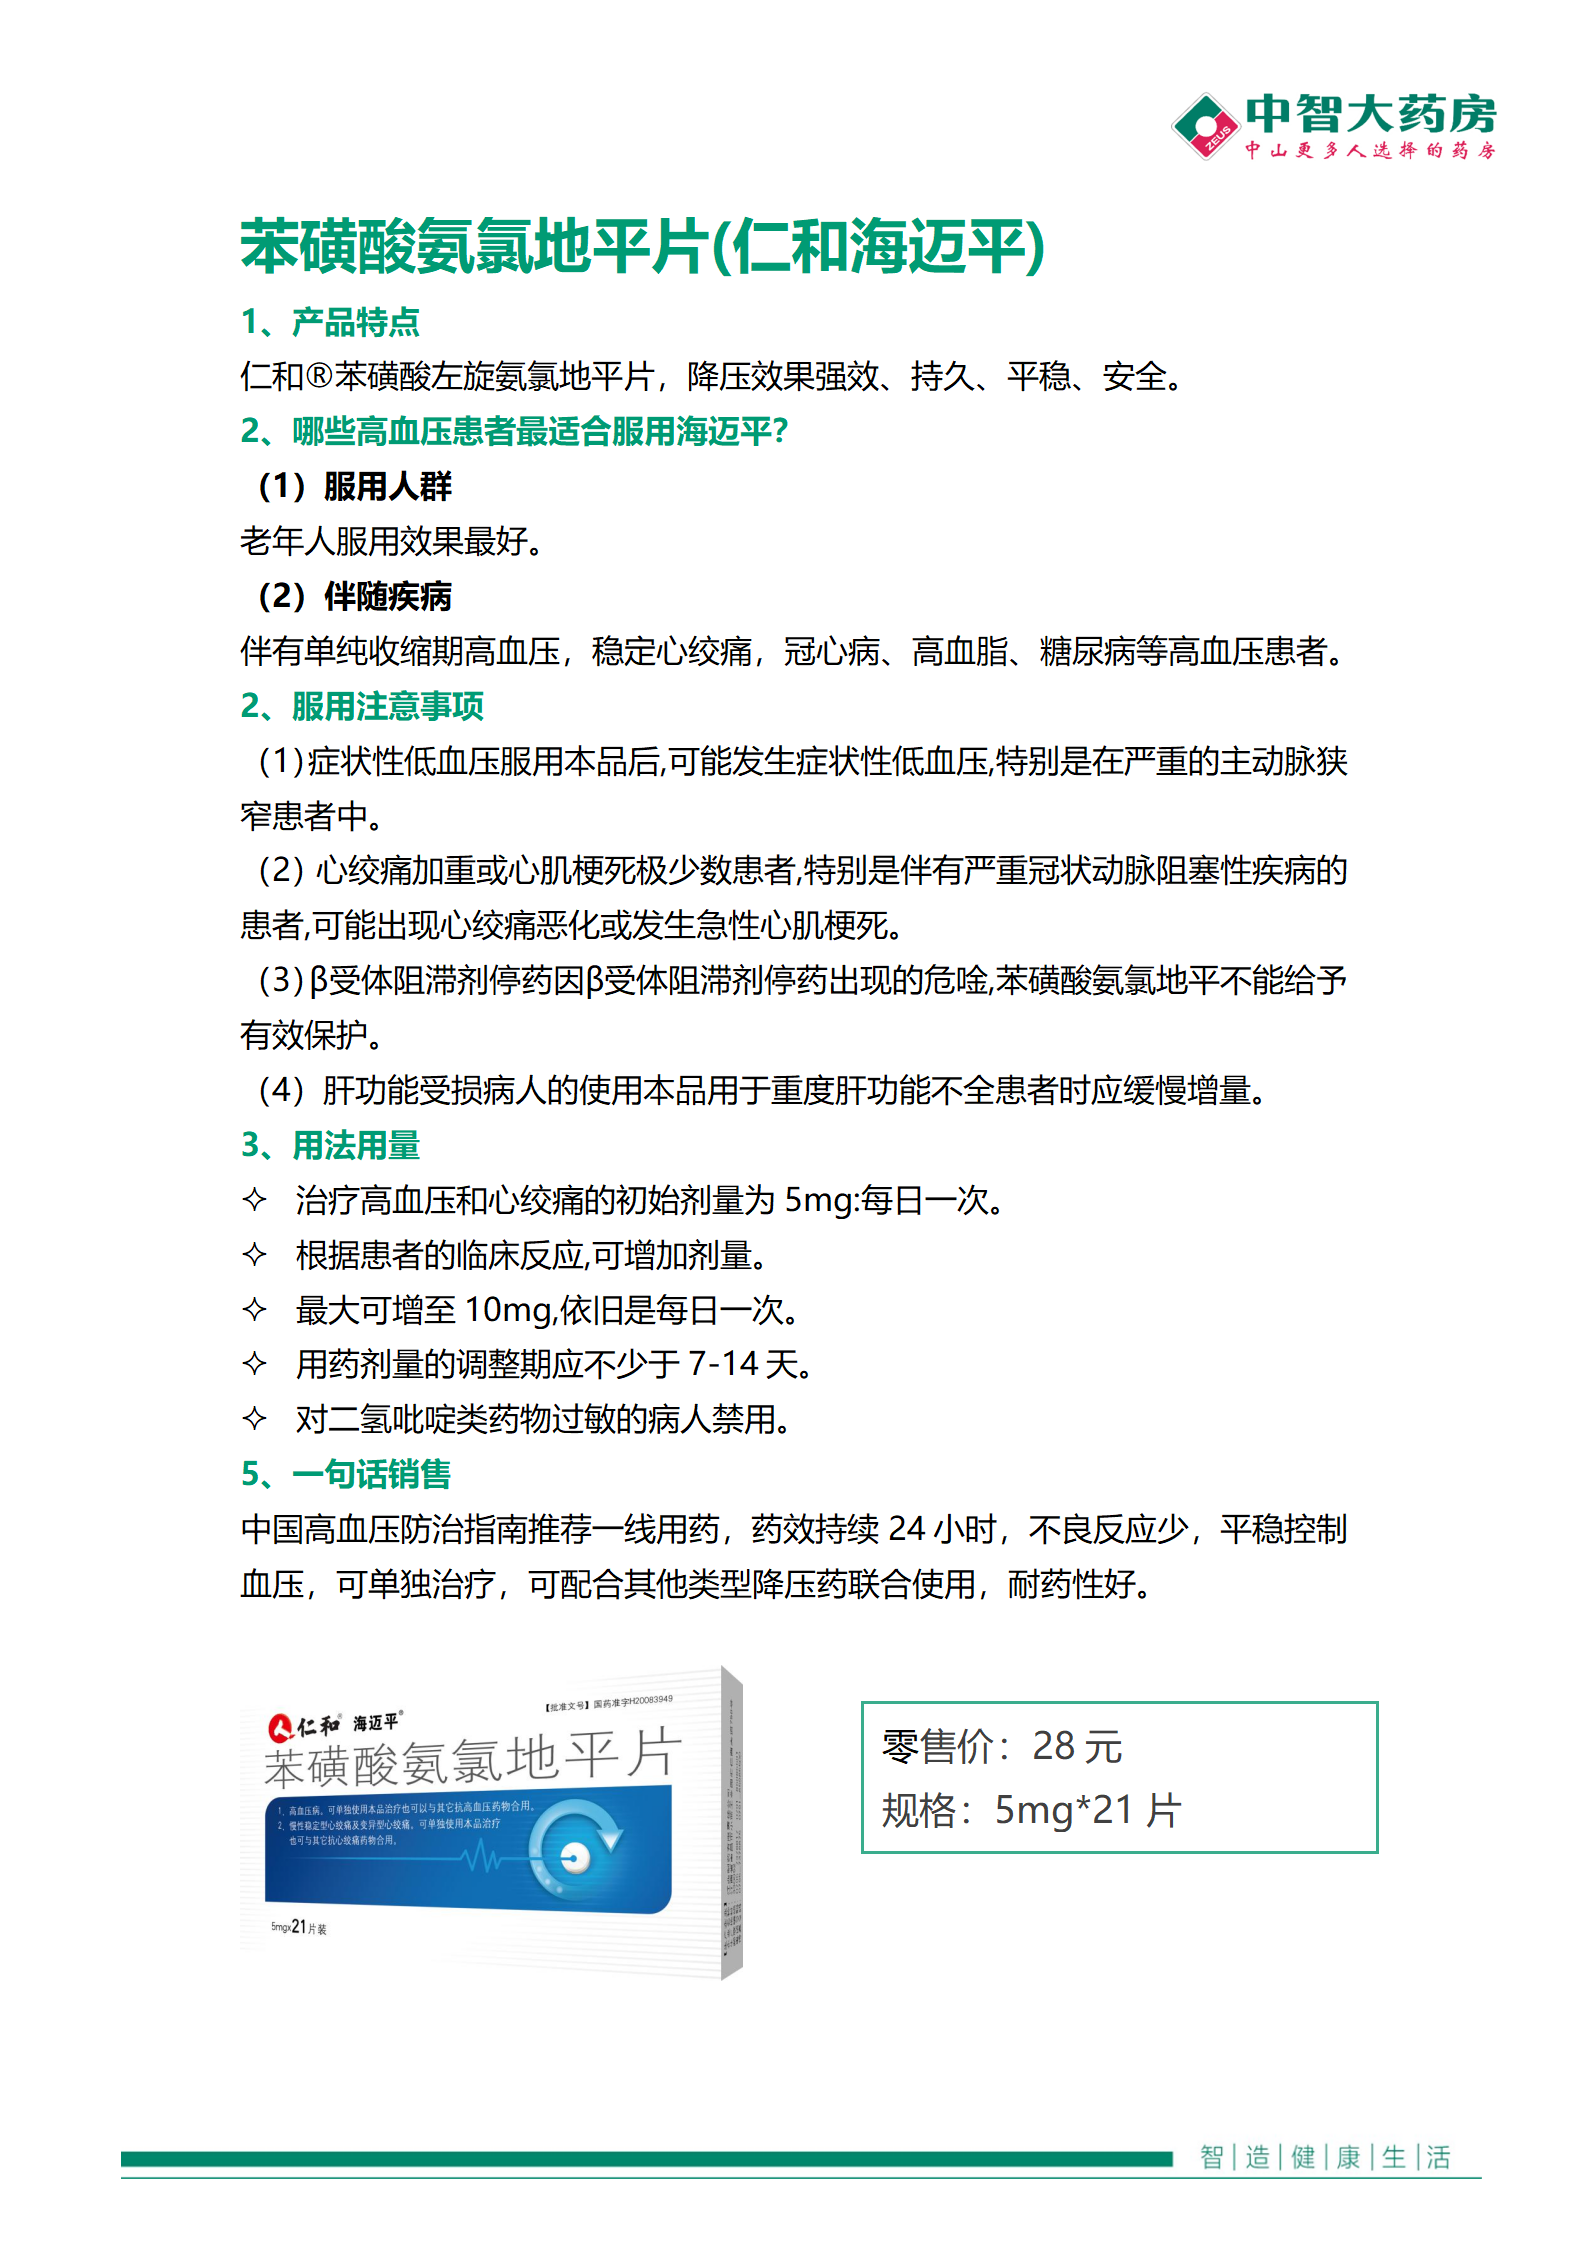 中智大药房
ZEUS
中山更多人选择的药房
苯磺酸氨氯地平片(仁和海迈平)
1、产品特点
仁和®苯磺酸左旋氨氯地平片，降压效果强效、持久、平稳、安全。
2、哪些高血压患者最适合服用海迈平？
（1）服用人群
老年人服用效果最好。
（2）伴随疾病
伴有单纯收缩期高血压，稳定心绞痛，冠心病、高血脂、糖尿病等高血压患者。
2、服用注意事项
（1）症状性低血压服用本品后,可能发生症状性低血压,特别是在严重的主动脉狭
窄患者中。
（2）心绞痛加重或心肌梗死极少数患者,特别是伴有严重冠状动脉阻塞性疾病的
患者,可能出现心绞痛恶化或发生急性心肌梗死。
（3）β受体阻滞剂停药因β受体阻滞剂停药出现的危唫,苯磺酸氨氯地平不能给予
有效保护。
（4）肝功能受损病人的使用本品用于重度肝功能不全患者时应缓慢增量。
3、用法用量
✧ 治疗高血压和心绞痛的初始剂量为 5mg:每日一次。
✧ 根据患者的临床反应,可增加剂量。
✧ 最大可增至 10mg,依旧是每日一次。
✧ 用药剂量的调整期应不少于 7-14 天。
✧ 对二氢吡啶类药物过敏的病人禁用。
5、一句话销售
中国高血压防治指南推荐一线用药，药效持续 24 小时，不良反应少，平稳控制
血压，可单独治疗，可配合其他类型降压药联合使用，耐药性好。
【批准文号】国药准字H20083949
仁和® 海迈平®
苯磺酸氨氯地平片
1、高血压病。可单独使用本品治疗也可以与其它抗高血压药物合用。
2、慢性稳定型心绞痛及变异型心绞痛。可单独使用本品治疗
也可与其它抗心绞痛药物合用。
5mgx21片装
零售价：28 元
规格：5mg*21 片
智|造|健|康|生|活